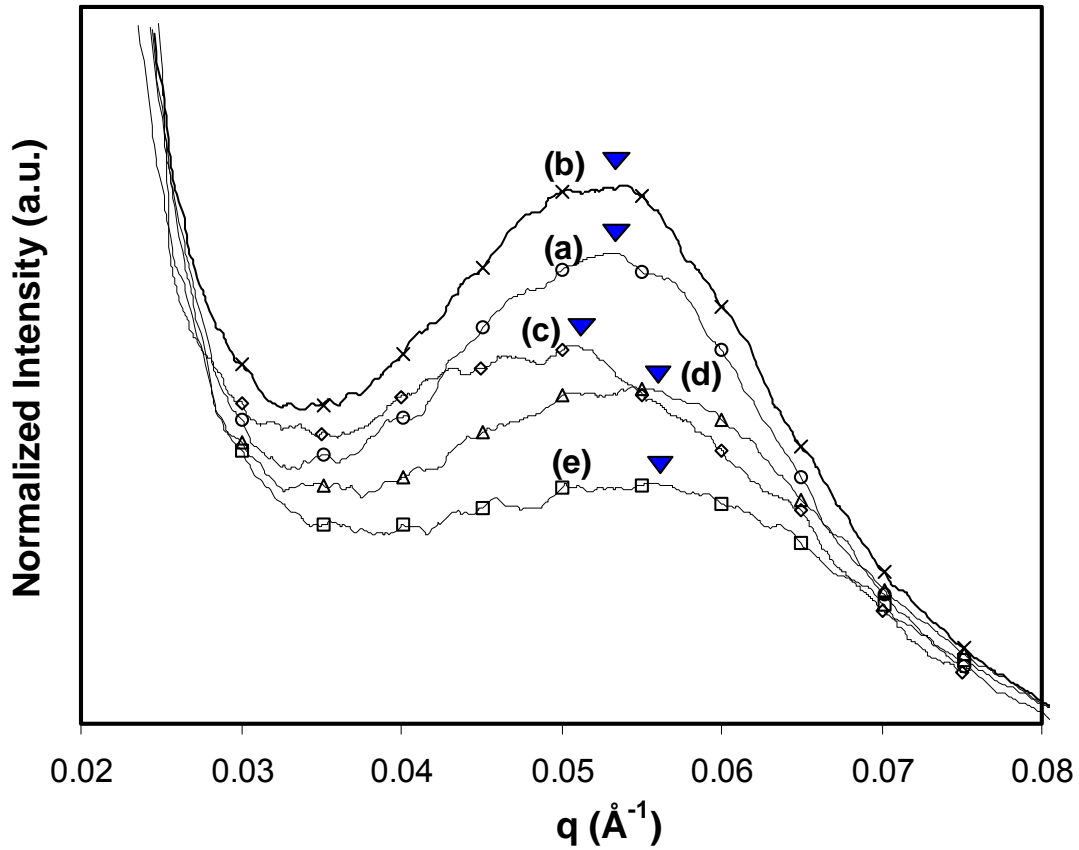 Normalized Intensity (a.u.)
(b)
(a)
(c)
(d)
(e)
0.02 0.03 0.04 0.05 0.06 0.07 0.08
q (Å⁻¹)